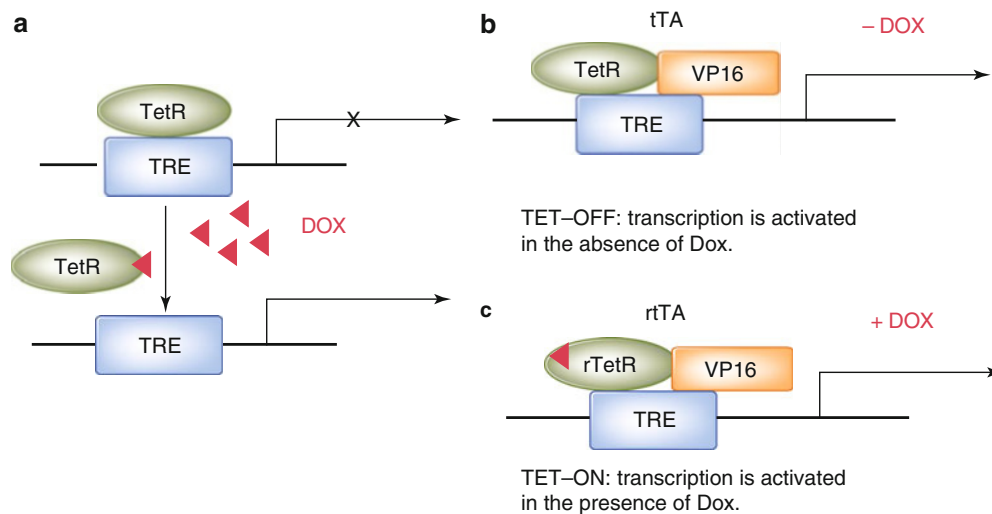 a
TetR
TRE
X
DOX
TetR
TRE
b
tTA
– DOX
TetR
VP16
TRE
TET–OFF: transcription is activated
in the absence of Dox.
c
rtTA
+ DOX
rTetR
VP16
TRE
TET–ON: transcription is activated
in the presence of Dox.